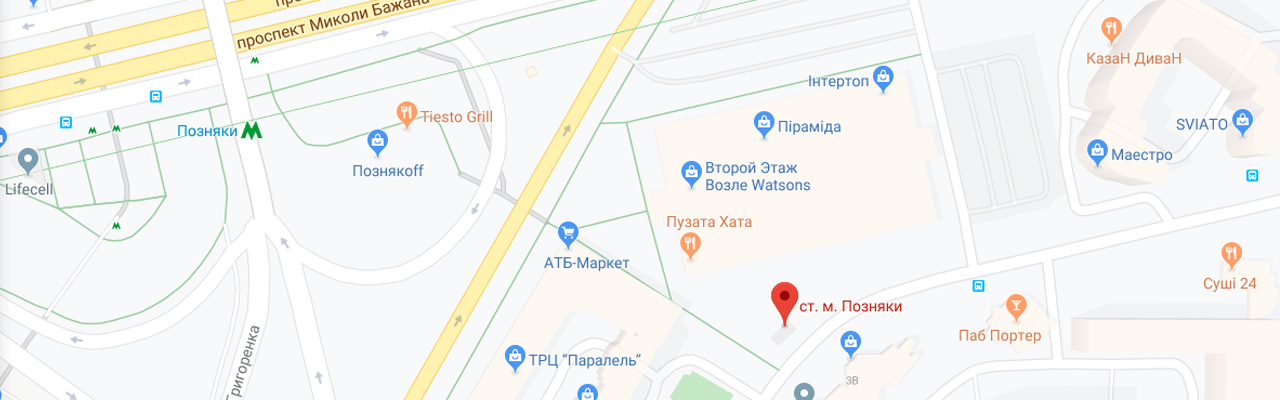 проспект Миколи Бажана
Позняки
Tiesto Grill
Познякоff
Lifecell
Григоренка
АТБ-Маркет
ТРЦ "Паралель"
Інтертоп
Піраміда
Второй Этаж
Возле Watsons
Пузата Хата
ст. м. Позняки
КазаН ДиваН
SVIATO
Маестро
Суші 24
Паб Портер
3В